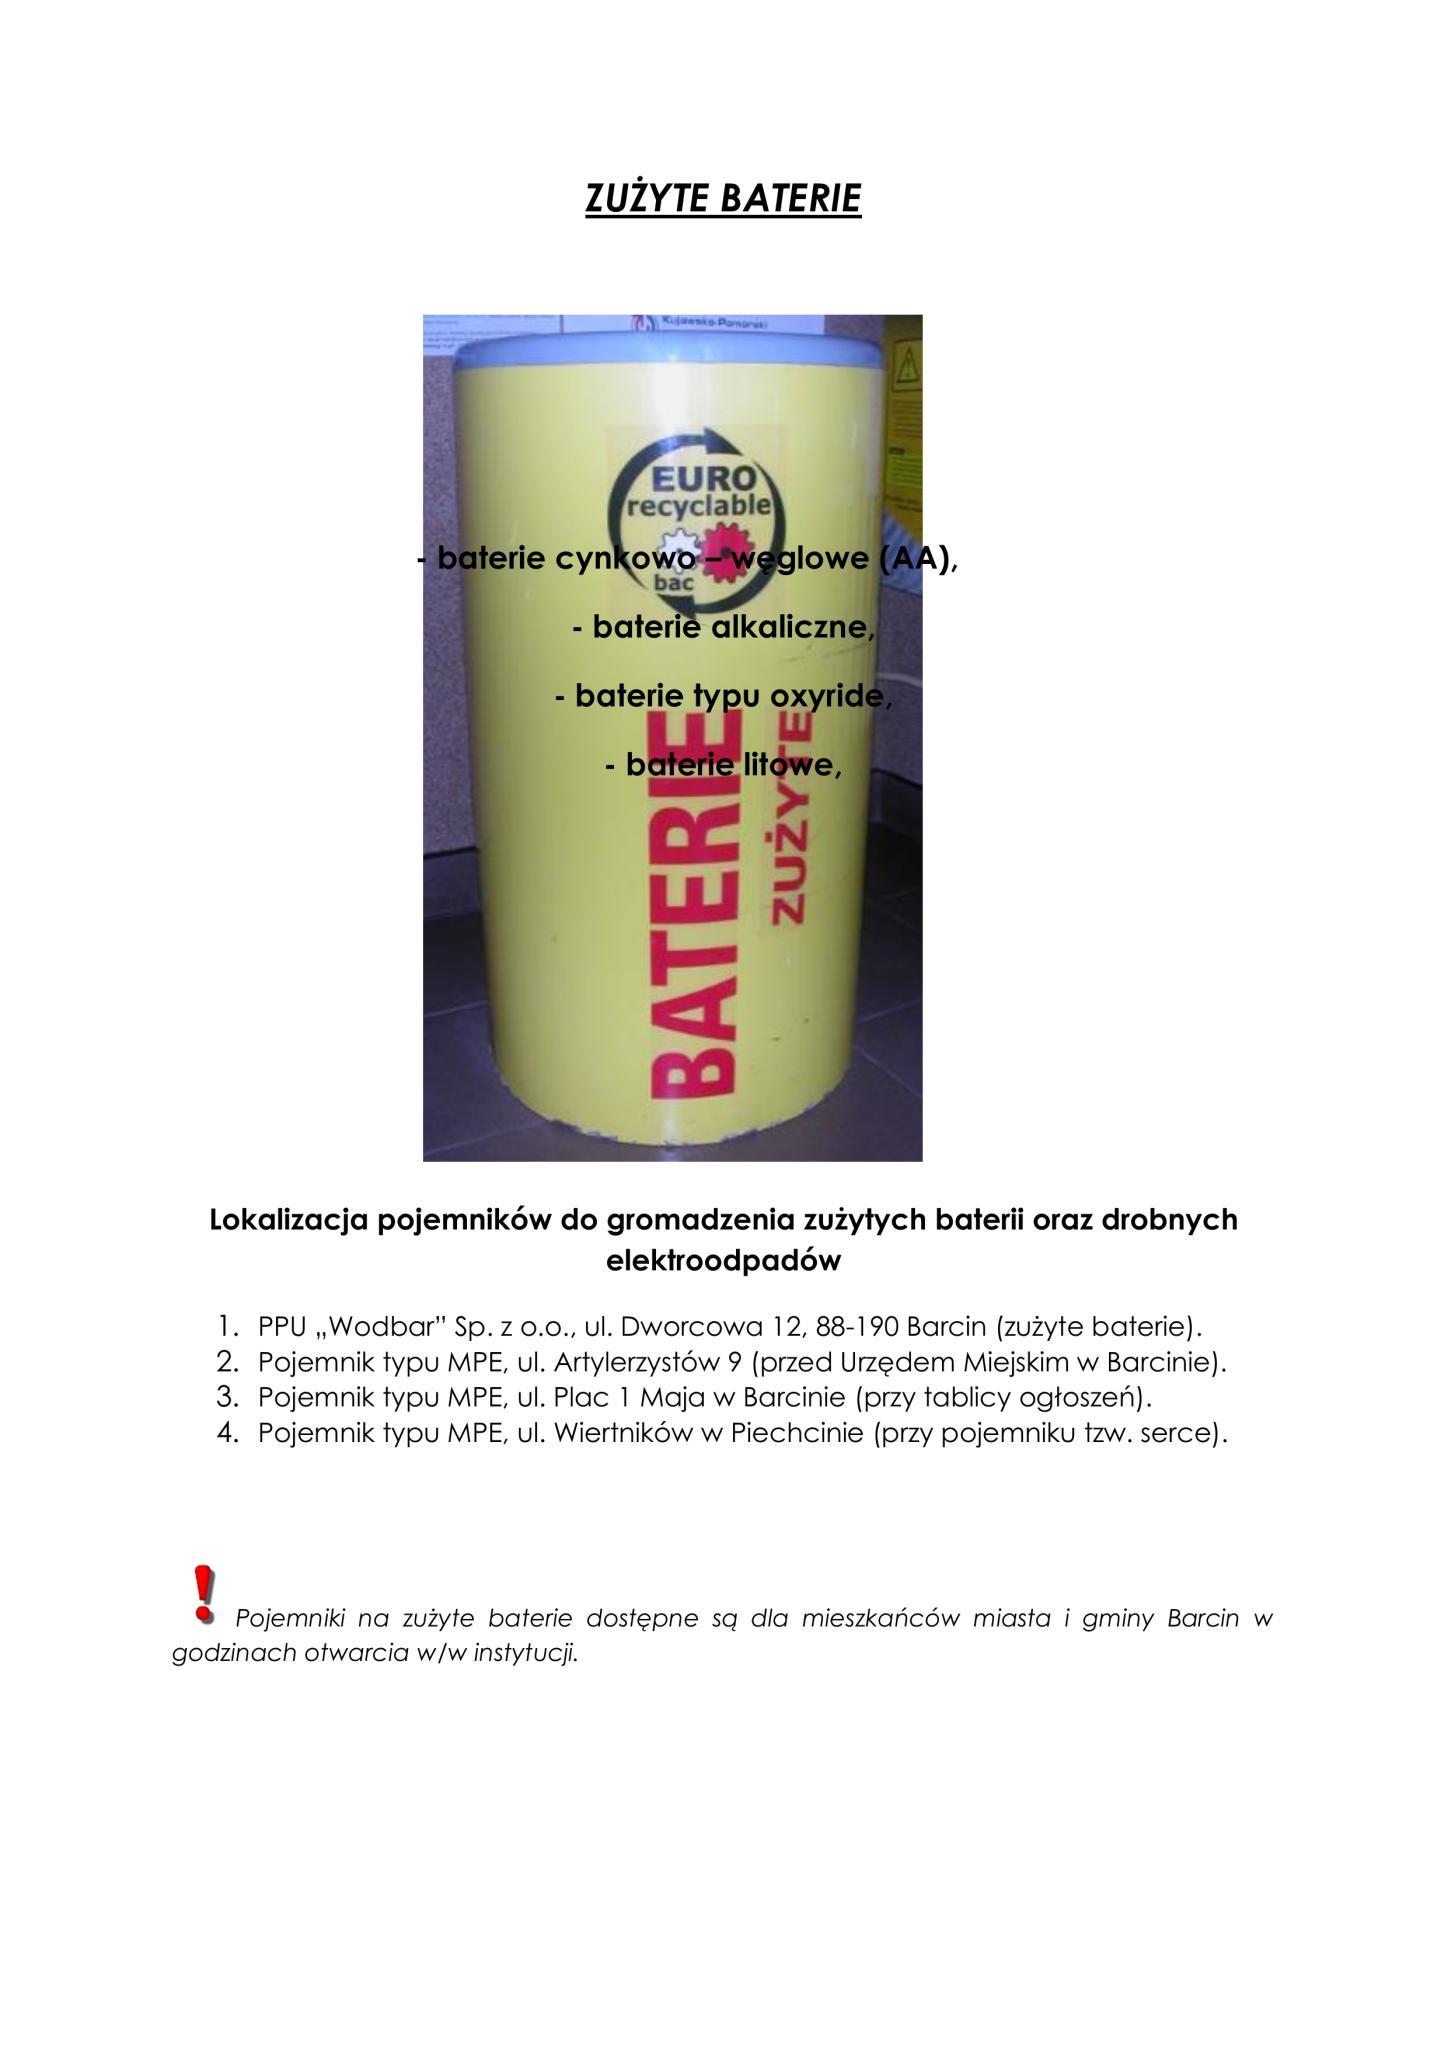 ZUŻYTE BATERIE
Kujawsko-Pomorski
EURO
recyclable
bac
- baterie cynkowo – węglowe (AA),
- baterie alkaliczne,
- baterie typu oxyride,
- baterie litowe,
BATERIE
ZUŻYTE
Lokalizacja pojemników do gromadzenia zużytych baterii oraz drobnych
elektroodpadów
1. PPU „Wodbar” Sp. z o.o., ul. Dworcowa 12, 88-190 Barcin (zużyte baterie).
2. Pojemnik typu MPE, ul. Artylerzystów 9 (przed Urzędem Miejskim w Barcinie).
3. Pojemnik typu MPE, ul. Plac 1 Maja w Barcinie (przy tablicy ogłoszeń).
4. Pojemnik typu MPE, ul. Wiertników w Piechcinie (przy pojemniku tzw. serce).
Pojemniki na zużyte baterie dostępne są dla mieszkańców miasta i gminy Barcin w
godzinach otwarcia w/w instytucji.